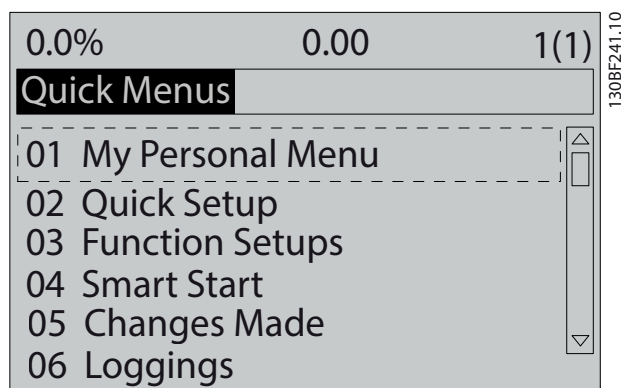 0.0% 0.00 1(1)
Quick Menus
01 My Personal Menu
02 Quick Setup
03 Function Setups
04 Smart Start
05 Changes Made
06 Loggings
130BF241.10